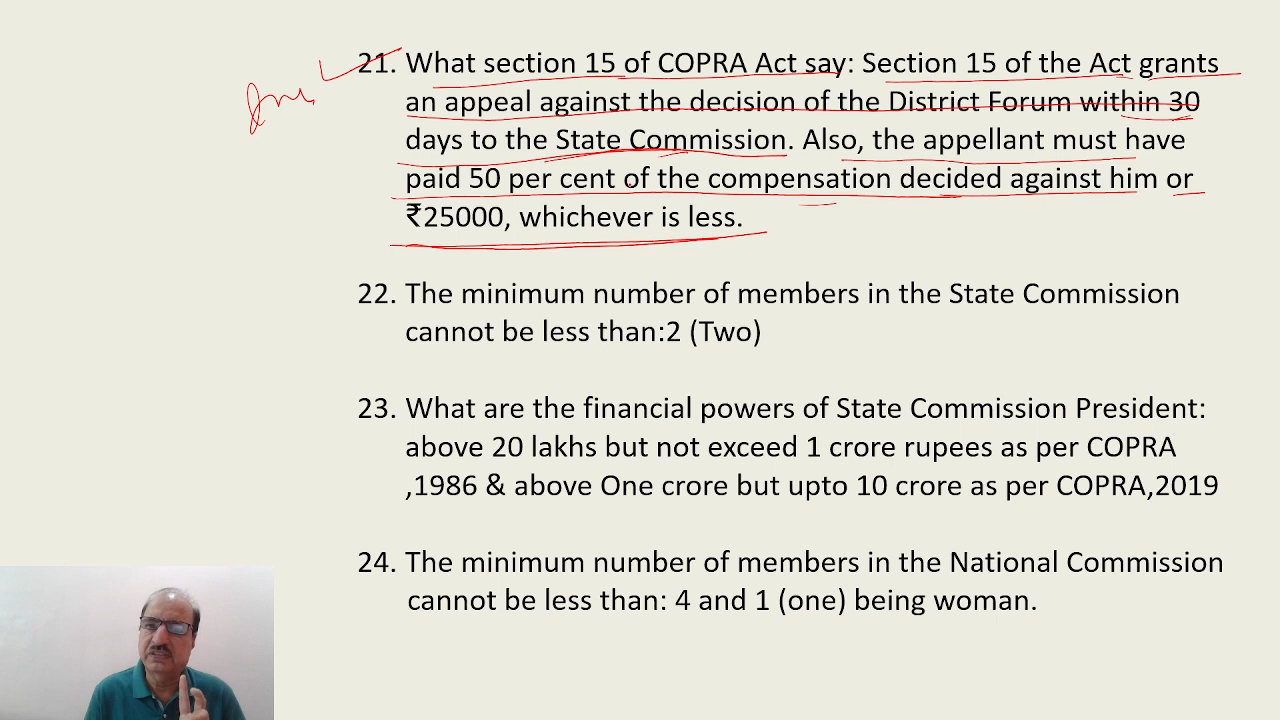 21. What section 15 of COPRA Act say: Section 15 of the Act grants
an appeal against the decision of the District Forum within 30
days to the State Commission. Also, the appellant must have
paid 50 per cent of the compensation decided against him or
₹25000, whichever is less.
22. The minimum number of members in the State Commission
cannot be less than:2 (Two)
23. What are the financial powers of State Commission President:
above 20 lakhs but not exceed 1 crore rupees as per COPRA
,1986 & above One crore but upto 10 crore as per COPRA,2019
24. The minimum number of members in the National Commission
cannot be less than: 4 and 1 (one) being woman.